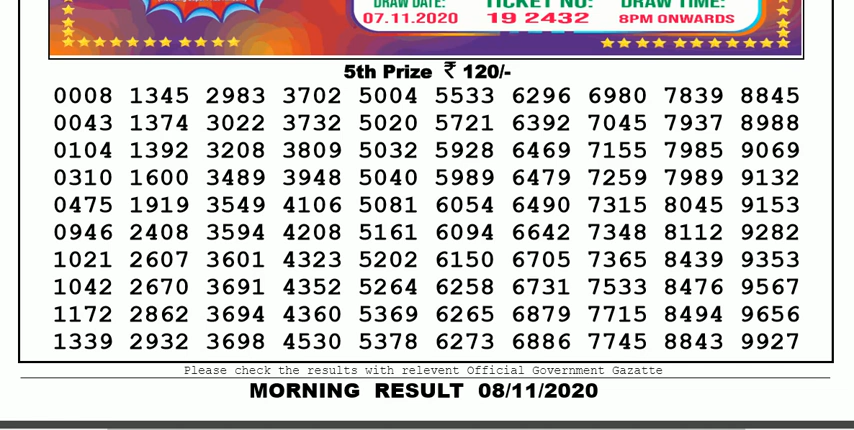 DRAW DATE: TICKET NO: DRAW TIME:
07.11.2020 19 2432 8PM ONWARDS
5th Prize ₹ 120/-
0008 1345 2983 3702 5004 5533 6296 6980 7839 8845
0043 1374 3022 3732 5020 5721 6392 7045 7937 8988
0104 1392 3208 3809 5032 5928 6469 7155 7985 9069
0310 1600 3489 3948 5040 5989 6479 7259 7989 9132
0475 1919 3549 4106 5081 6054 6490 7315 8045 9153
0946 2408 3594 4208 5161 6094 6642 7348 8112 9282
1021 2607 3601 4323 5202 6150 6705 7365 8439 9353
1042 2670 3691 4352 5264 6258 6731 7533 8476 9567
1172 2862 3694 4360 5369 6265 6879 7715 8494 9656
1339 2932 3698 4530 5378 6273 6886 7745 8843 9927
Please check the results with relevent Official Government Gazatte
MORNING RESULT 08/11/2020